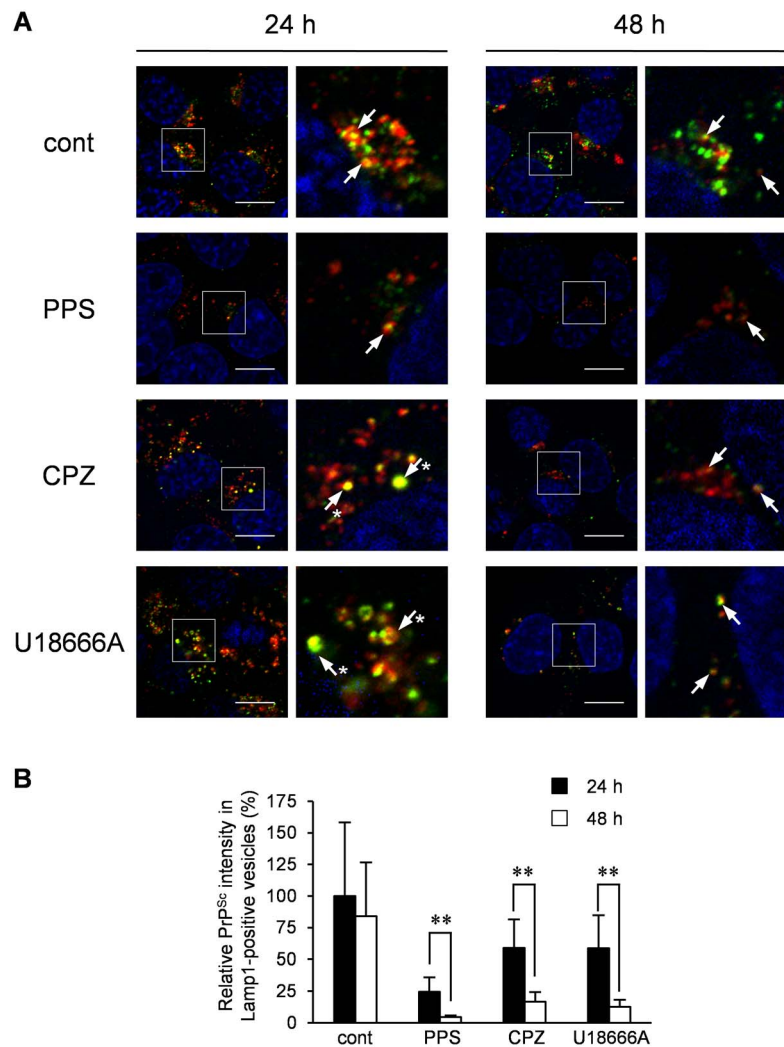 A
24 h 48 h
cont
PPS
CPZ
*
*
U18666A
*
*
B
24 h
48 h
Relative PrPSc intensity in
Lamp1-positive vesicles (%)
175
150
125
100
75
50
25
0
**
**
**
cont PPS CPZ U18666A